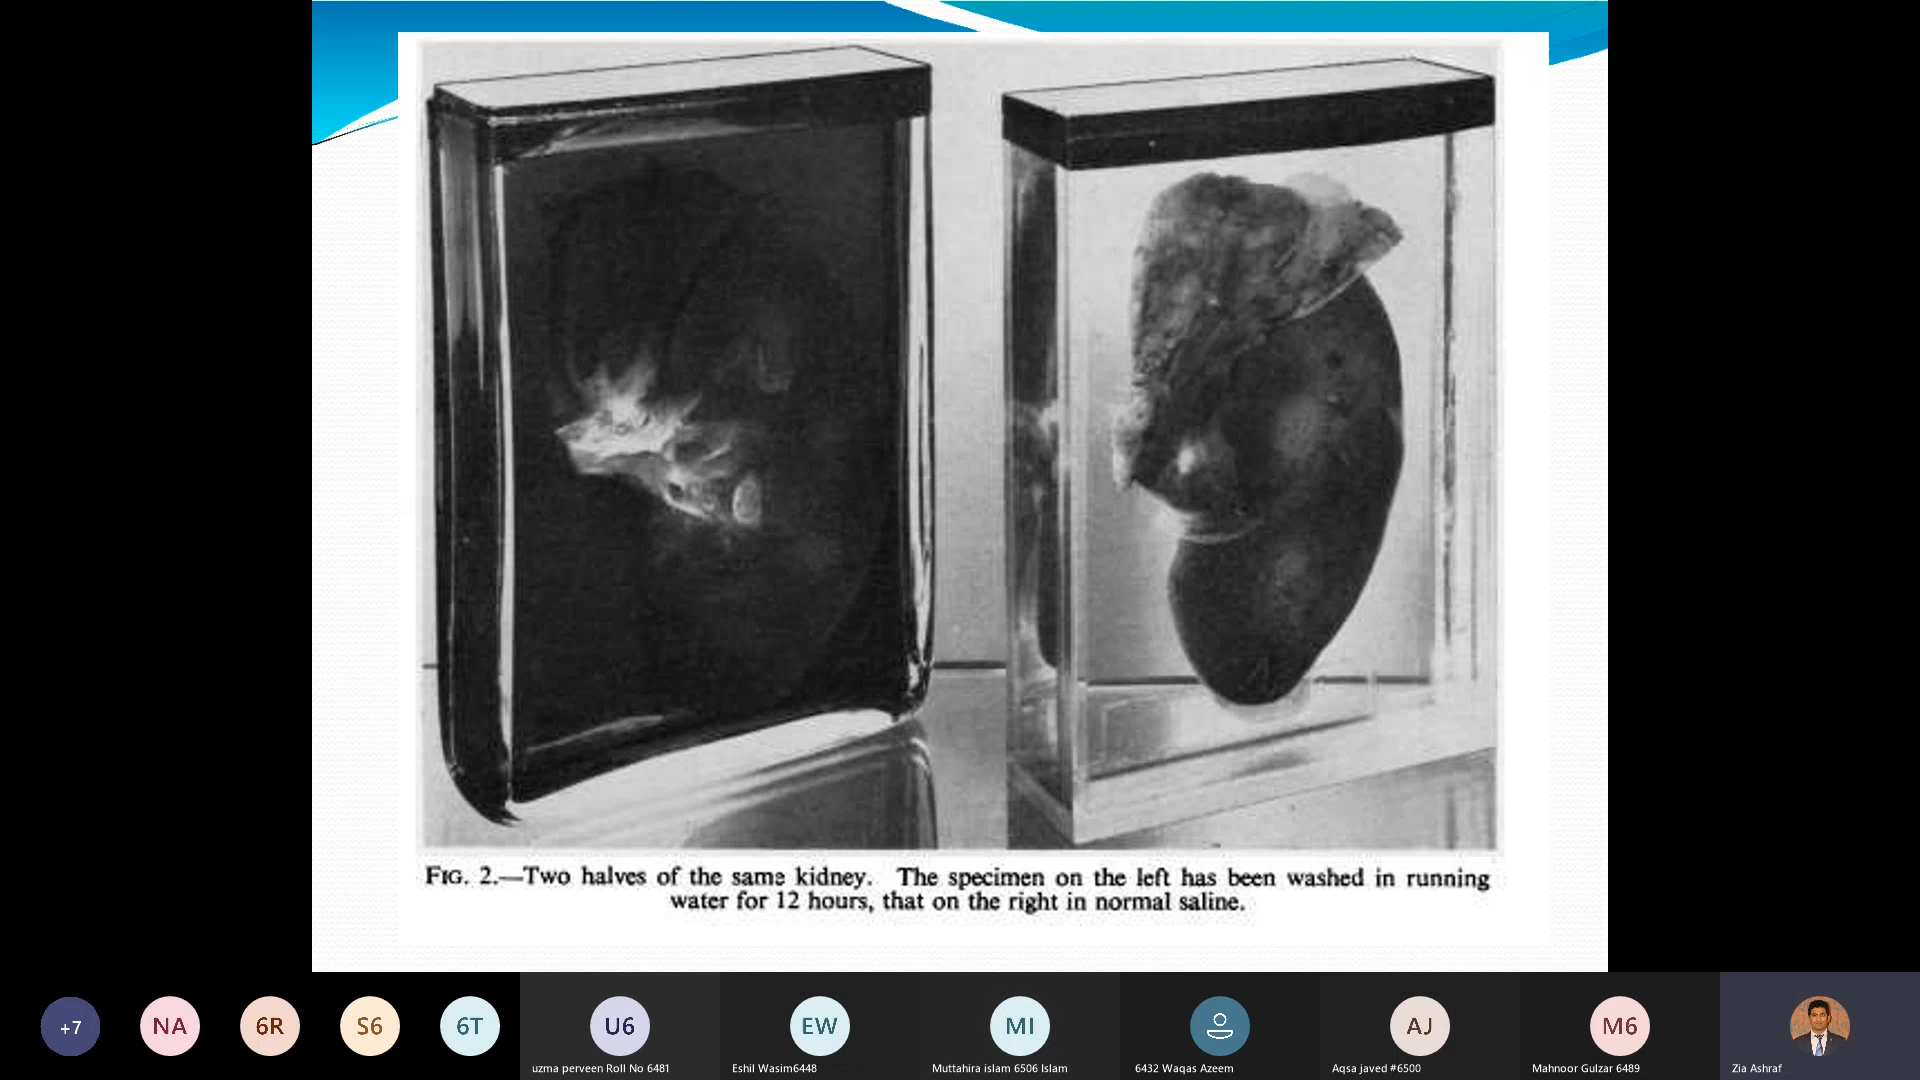 FIG. 2.—Two halves of the same kidney. The specimen on the left has been washed in running
water for 12 hours, that on the right in normal saline.
+7
NA
6R
S6
6T
U6
EW
MI
AJ
M6
uzma perveen Roll No 6481
Eshil Wasim6448
Muttahira islam 6506 Islam
6432 Waqas Azeem
Aqsa javed #6500
Mahnoor Gulzar 6489
Zia Ashraf